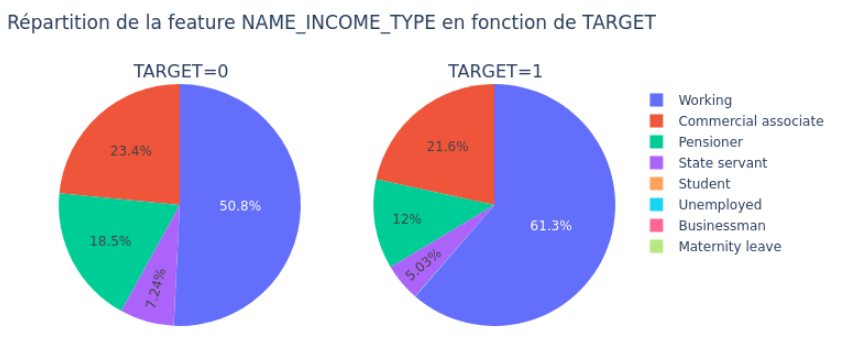 Répartition de la feature NAME_INCOME_TYPE en fonction de TARGET
TARGET=0
TARGET=1
23.4%
50.8%
18.5%
7.24%
21.6%
61.3%
12%
5.03%
Working
Commercial associate
Pensioner
State servant
Student
Unemployed
Businessman
Maternity leave